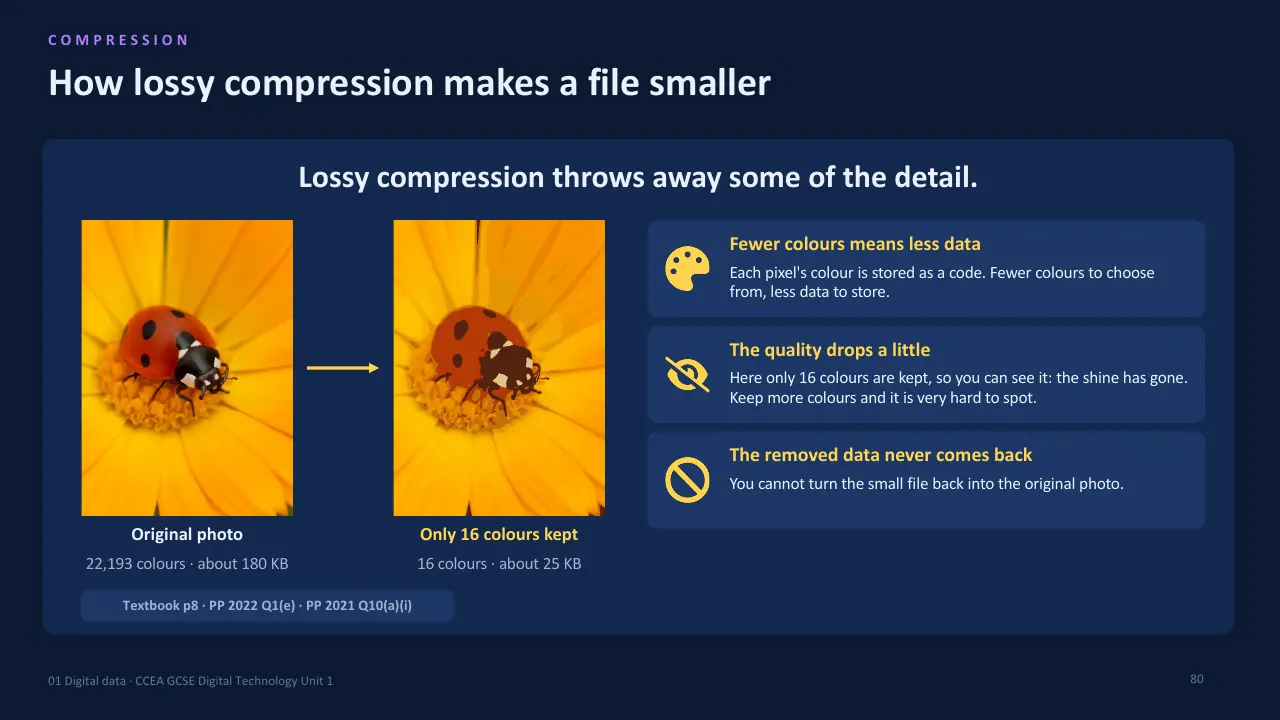 COMPRESSION
How lossy compression makes a file smaller
Lossy compression throws away some of the detail.
Original photo
22,193 colours · about 180 KB
Only 16 colours kept
16 colours · about 25 KB
Fewer colours means less data
Each pixel's colour is stored as a code. Fewer colours to choose
from, less data to store.
The quality drops a little
Here only 16 colours are kept, so you can see it: the shine has gone.
Keep more colours and it is very hard to spot.
The removed data never comes back
You cannot turn the small file back into the original photo.
Textbook p8 · PP 2022 Q1(e) · PP 2021 Q10(a)(i)
01 Digital data · CCEA GCSE Digital Technology Unit 1
80